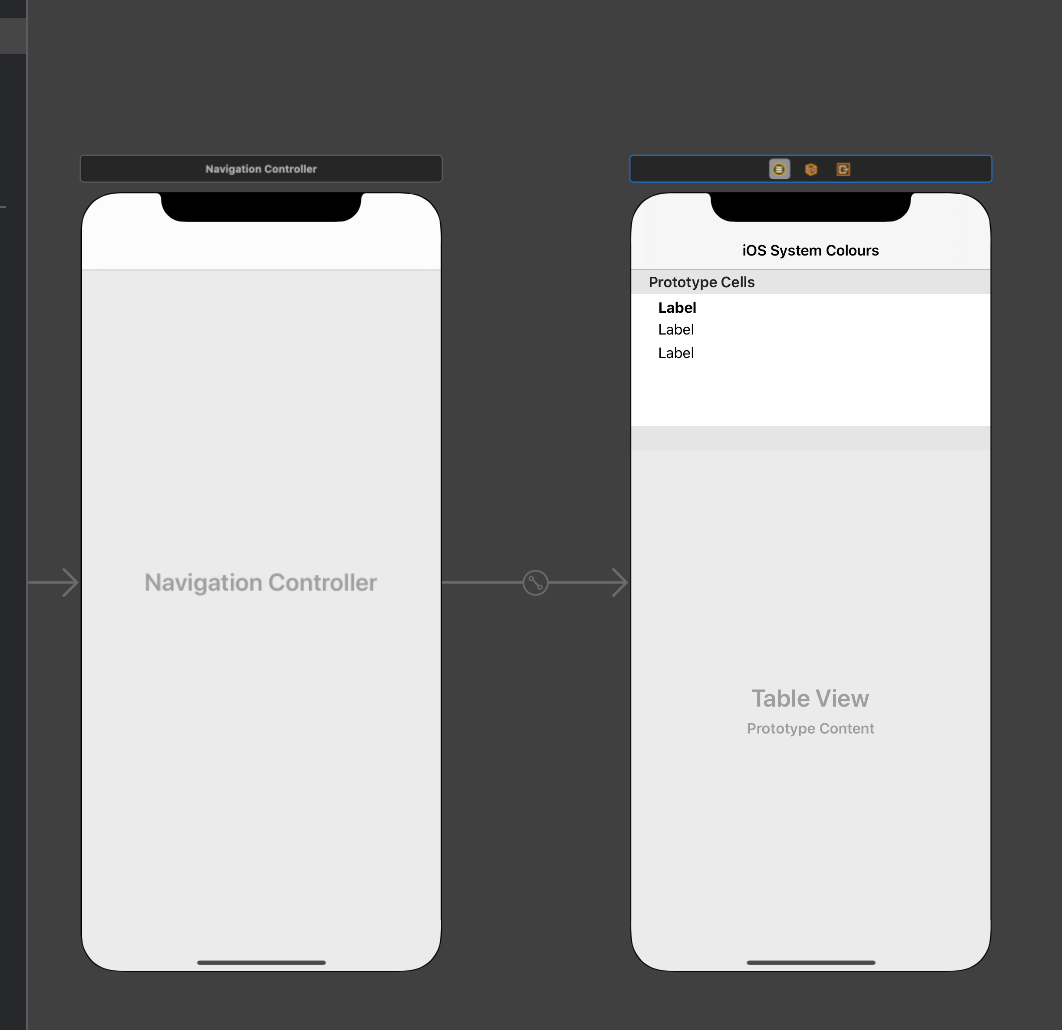 Navigation Controller
Navigation Controller
iOS System Colours
Prototype Cells
Label
Label
Label
Table View
Prototype Content